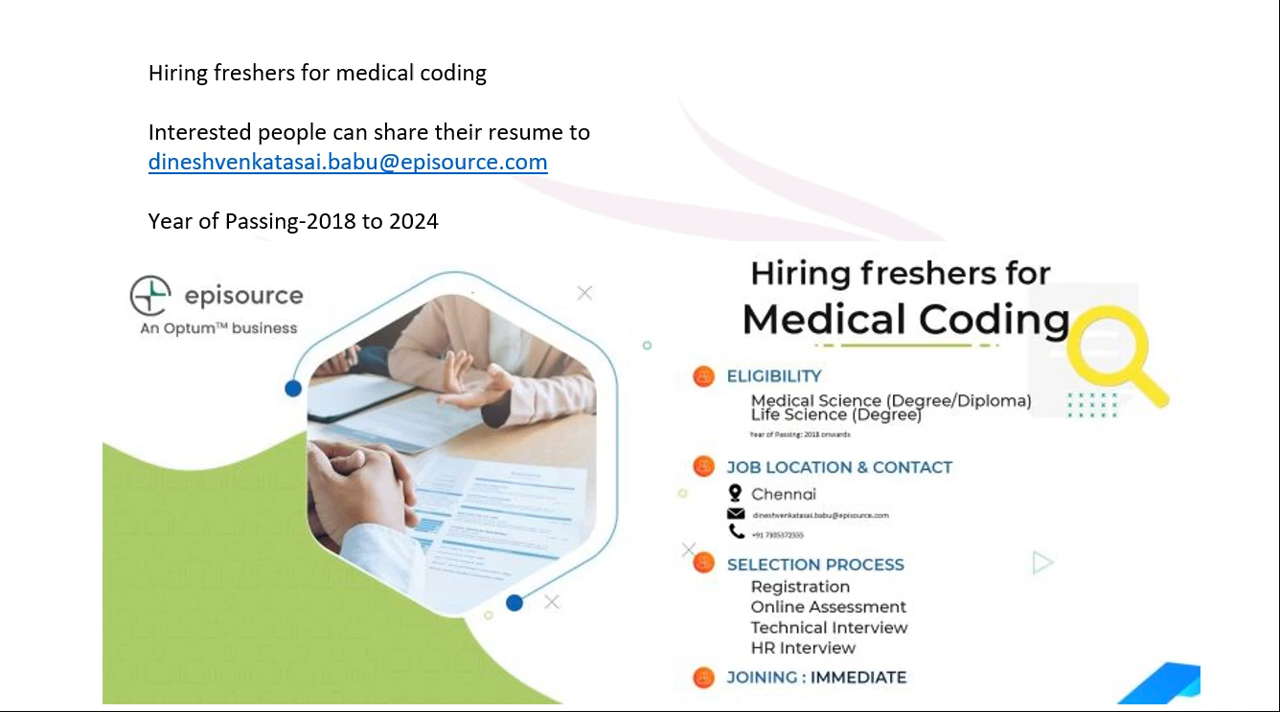 Hiring freshers for medical coding
Interested people can share their resume to
dineshvenkatasai.babu@episource.com
Year of Passing-2018 to 2024
episource
An Optum™ business
Hiring freshers for
Medical Coding
ELIGIBILITY
Medical Science (Degree/Diploma)
Life Science (Degree)
Year of Passing: 2018 onwards
JOB LOCATION & CONTACT
Chennai
dineshvenkatasai.babu@episource.com
+91 7305372555
SELECTION PROCESS
Registration
Online Assessment
Technical Interview
HR Interview
JOINING : IMMEDIATE